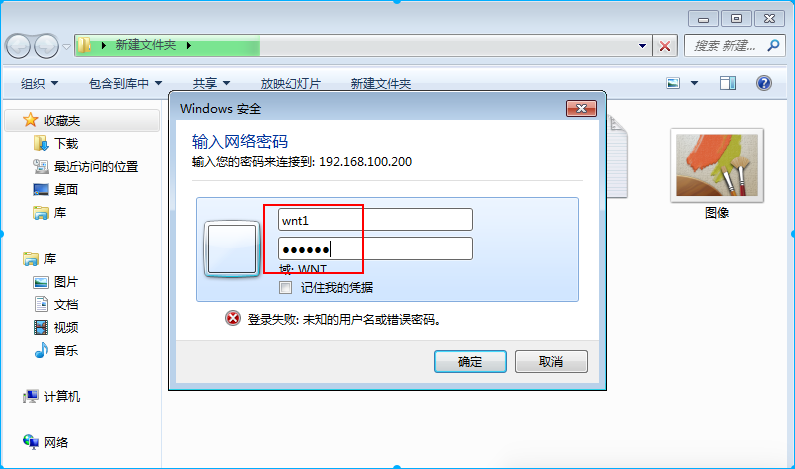 新建文件夹
搜索 新建...
组织
包含到库中
共享
放映幻灯片
新建文件夹
收藏夹
下载
最近访问的位置
桌面
库
库
图片
文档
视频
音乐
计算机
网络
Windows 安全
输入网络密码
输入您的密码来连接到: 192.168.100.200
wnt1
●●●●●●
域: WNT
记住我的凭据
登录失败: 未知的用户名或错误密码。
确定
取消
图像